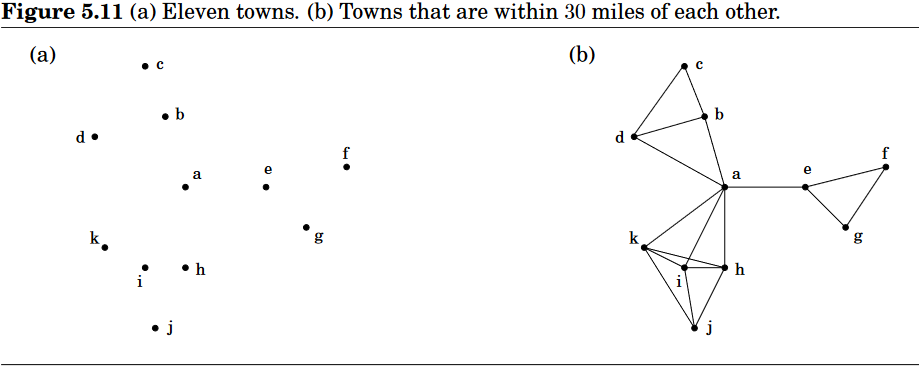 Figure 5.11 (a) Eleven towns. (b) Towns that are within 30 miles of each other.
(a)
c
b
d
a
e
f
k
g
i
h
j
(b)
c
b
d
a
e
f
k
g
i
h
j